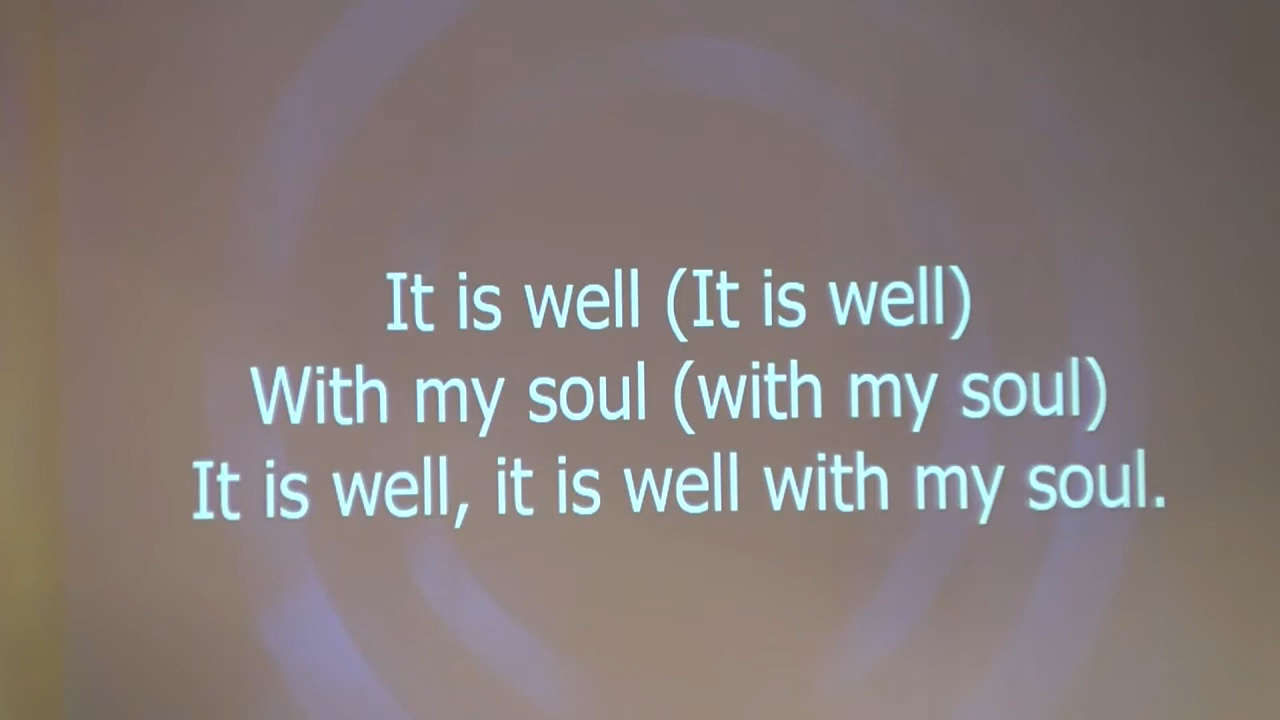 It is well (It is well)
With my soul (with my soul)
It is well, it is well with my soul.